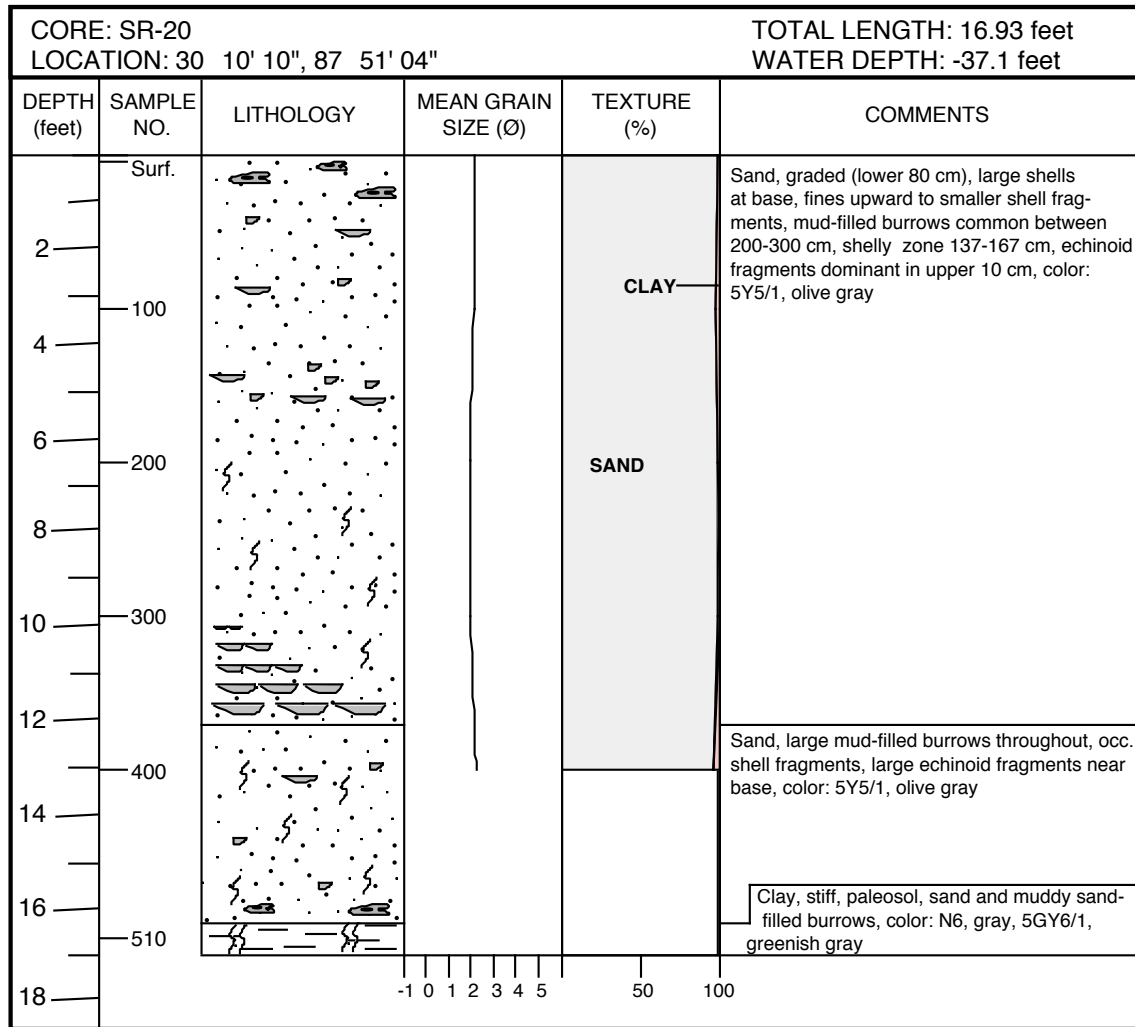 CORE: SR-20
TOTAL LENGTH: 16.93 feet
LOCATION: 30 10' 10", 87 51' 04"
WATER DEPTH: -37.1 feet
DEPTH
(feet)
SAMPLE
NO.
LITHOLOGY
MEAN GRAIN
SIZE (Ø)
TEXTURE
(%)
COMMENTS
2
4
6
8
10
12
14
16
18
Surf.
100
200
300
400
510
-1 0 1 2 3 4 5
CLAY
SAND
50 100
Sand, graded (lower 80 cm), large shells
at base, fines upward to smaller shell frag-
ments, mud-filled burrows common between
200-300 cm, shelly zone 137-167 cm, echinoid
fragments dominant in upper 10 cm, color:
5Y5/1, olive gray
Sand, large mud-filled burrows throughout, occ.
shell fragments, large echinoid fragments near
base, color: 5Y5/1, olive gray
Clay, stiff, paleosol, sand and muddy sand-
filled burrows, color: N6, gray, 5GY6/1,
greenish gray